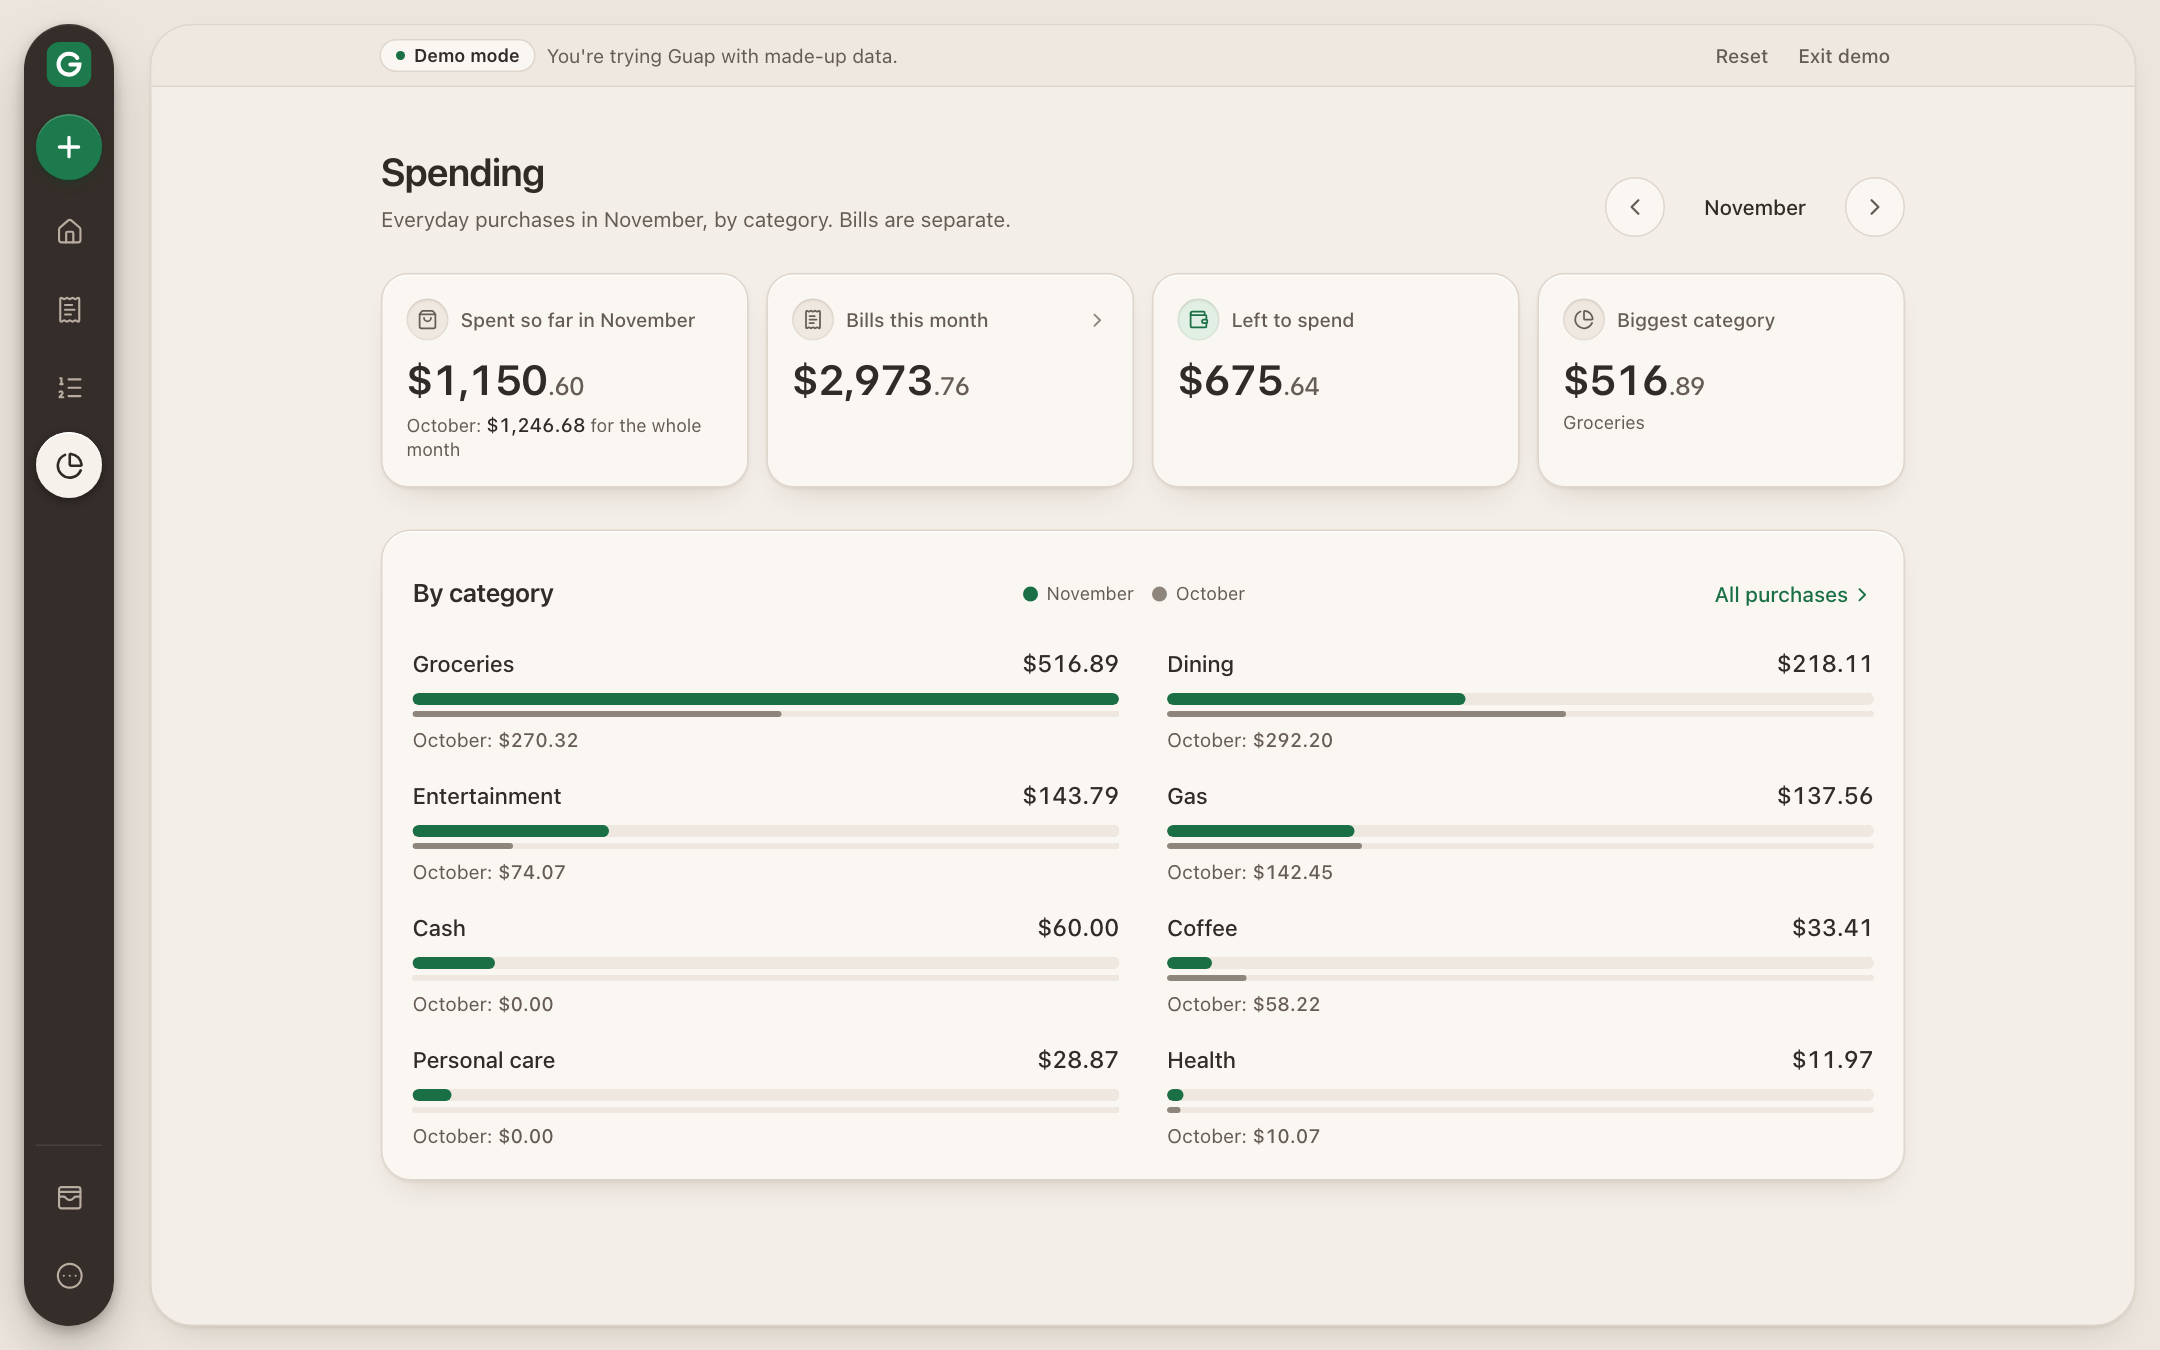 G
Demo mode
You're trying Guap with made-up data.
Reset
Exit demo
Spending
Everyday purchases in November, by category. Bills are separate.
November
Spent so far in November
$1,150.60
October: $1,246.68 for the whole
month
Bills this month
$2,973.76
Left to spend
$675.64
Biggest category
$516.89
Groceries
By category
November
October
All purchases
Groceries
$516.89
October: $270.32
Dining
$218.11
October: $292.20
Entertainment
$143.79
October: $74.07
Gas
$137.56
October: $142.45
Cash
$60.00
October: $0.00
Coffee
$33.41
October: $58.22
Personal care
$28.87
October: $0.00
Health
$11.97
October: $10.07